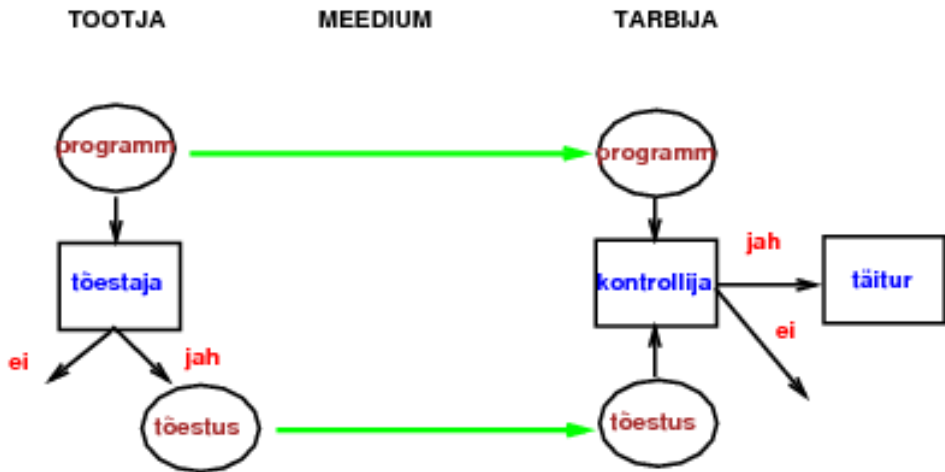 TOOTJA MEEDIUM TARBIJA
programm programm
tõestaja kontrollija jah täitur
ei jah ei
tõestus tõestus